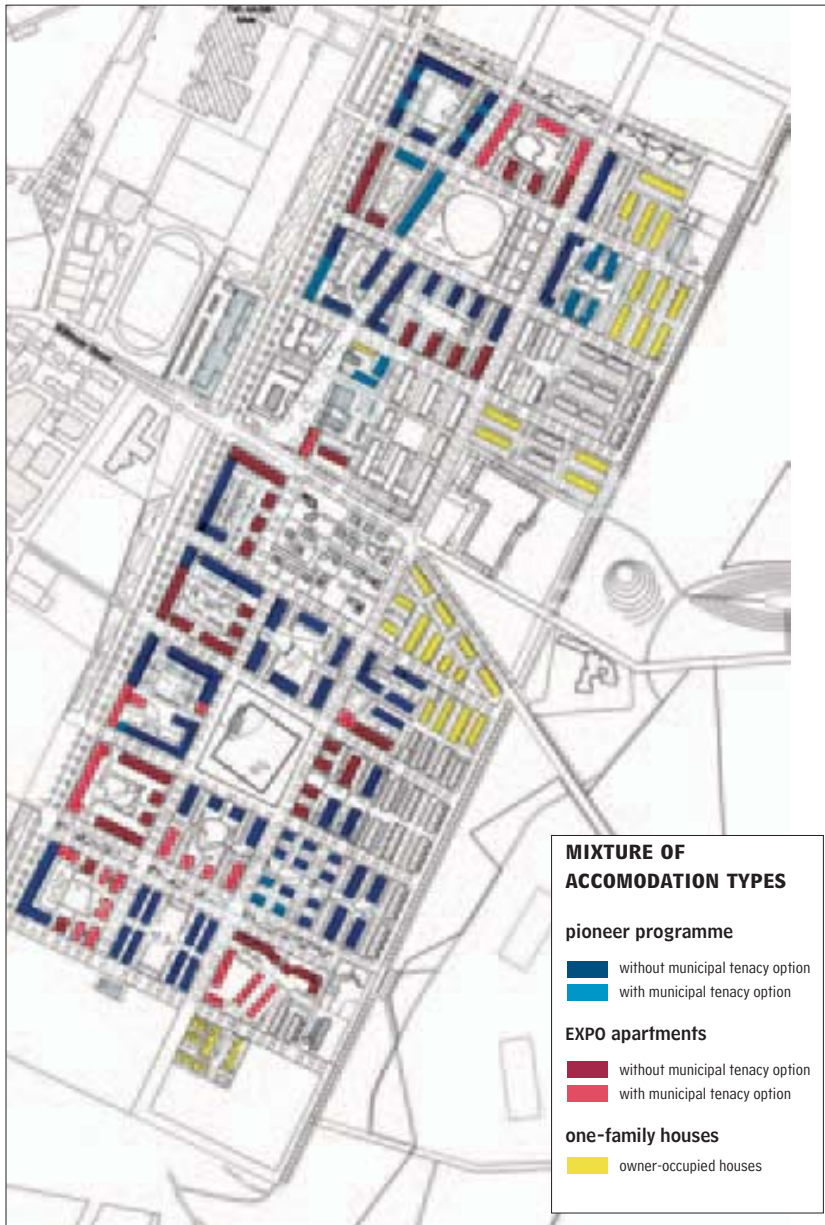 MIXTURE OF
ACCOMODATION TYPES
pioneer programme
without municipal tenacy option
with municipal tenacy option
EXPO apartments
without municipal tenacy option
with municipal tenacy option
one-family houses
owner-occupied houses